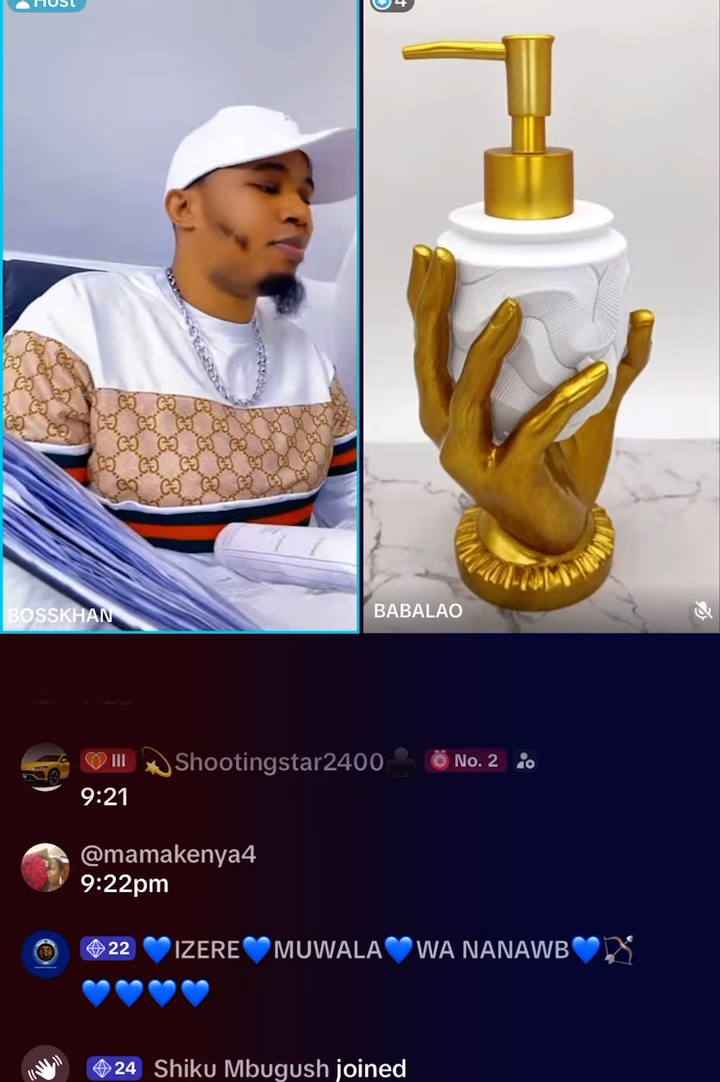 Host
4
BOSSKHAN
BABALAO
III 💫Shootingstar2400♣️ No. 2
9:21
@mamakenya4
9:22pm
22 💙IZERE💙MUWALA💙WA NANAWB💙🏹
💙💙💙💙
24 Shiku Mbugush joined